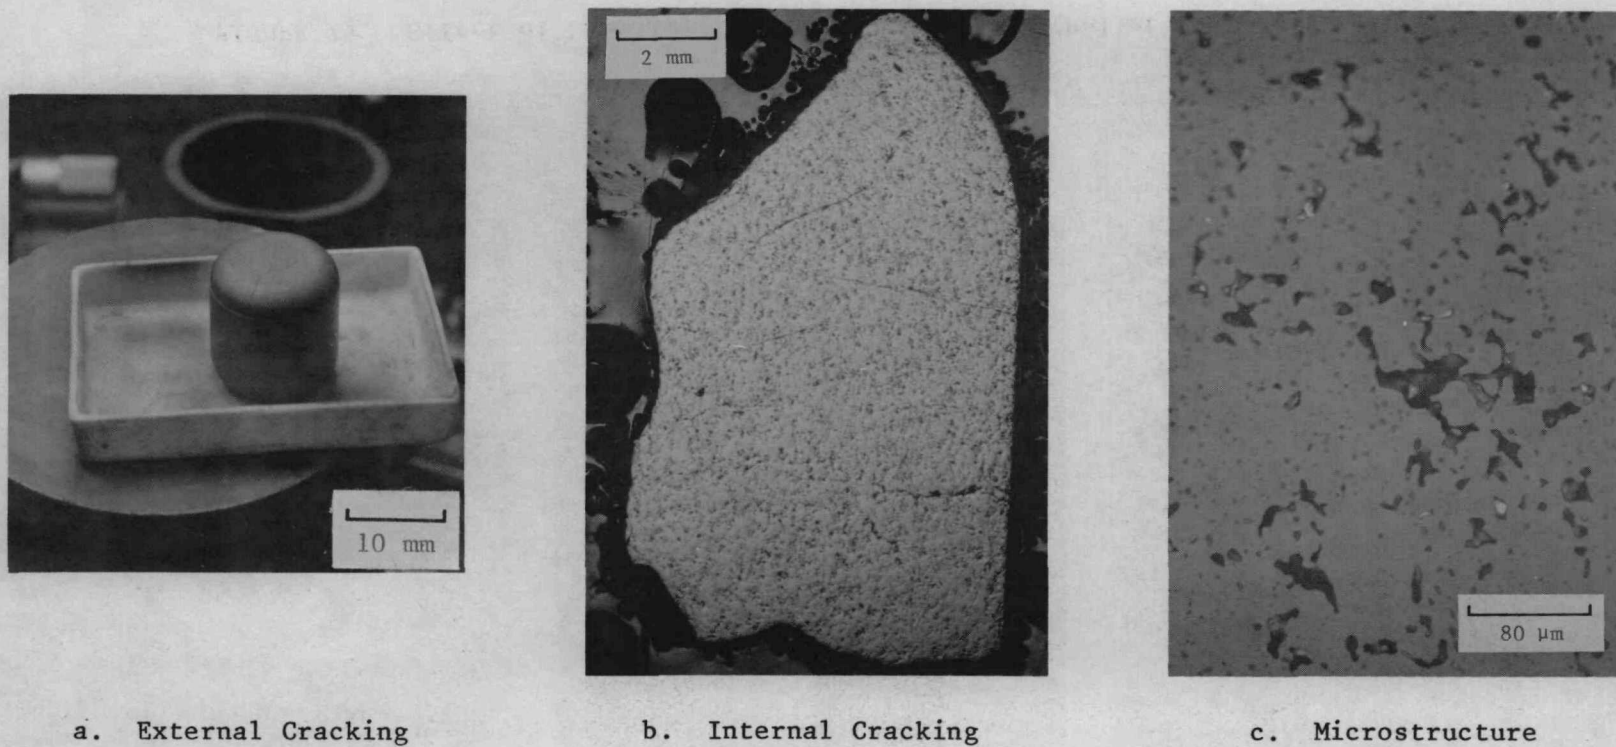 2 mm
10 mm
80 μm
a. External Cracking
b. Internal Cracking
c. Microstructure